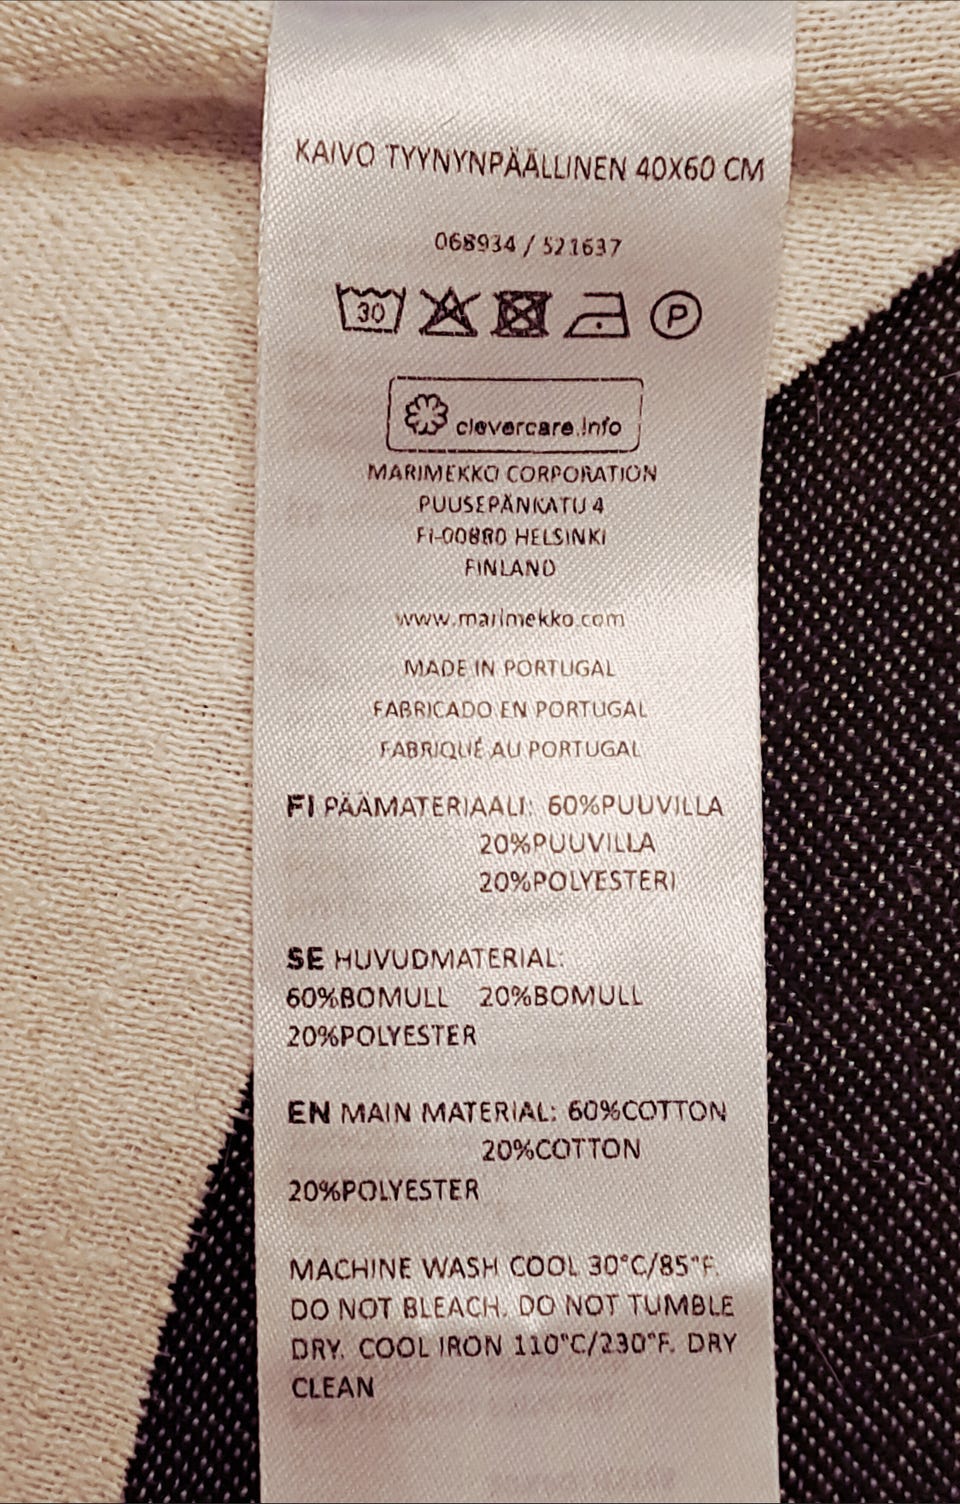 KAIVO TYYNYNPÄÄLLINEN 40X60 CM
068934 / 521637
30
P
clevercare.info
MARIMEKKO CORPORATION
PUUSEPÄNKATU 4
FI-00880 HELSINKI
FINLAND
www.marimekko.com
MADE IN PORTUGAL
FABRICADO EN PORTUGAL
FABRIQUÉ AU PORTUGAL
FI PÄÄMATERIAALI: 60%PUUVILLA
20%PUUVILLA
20%POLYESTERI
SE HUVUDMATERIAL:
60%BOMULL 20%BOMULL
20%POLYESTER
EN MAIN MATERIAL: 60%COTTON
20%COTTON
20%POLYESTER
MACHINE WASH COOL 30°C/85°F.
DO NOT BLEACH. DO NOT TUMBLE
DRY. COOL IRON 110°C/230°F. DRY
CLEAN